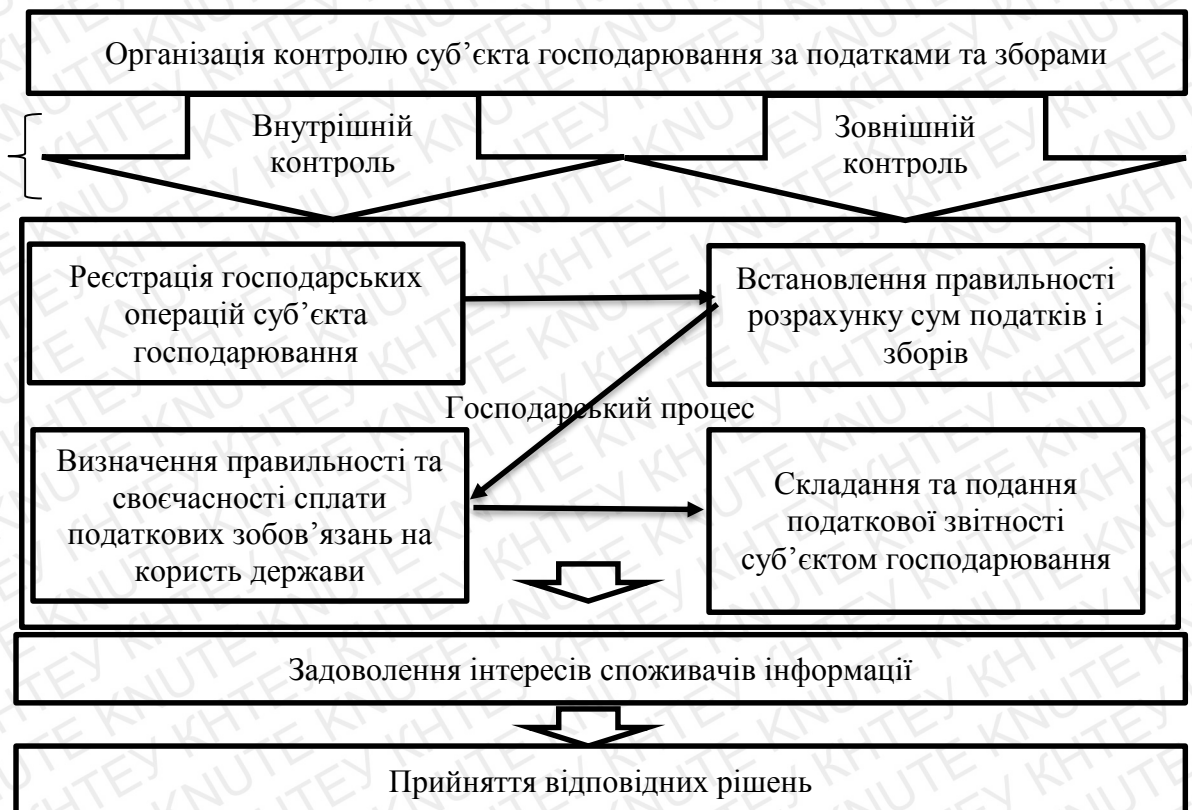 Організація контролю суб’єкта господарювання за податками та зборами
Внутрішній
контроль
Зовнішній
контроль
Реєстрація господарських
операцій суб’єкта
господарювання
Встановлення правильності
розрахунку сум податків і
зборів
Господарський процес
Визначення правильності та
своєчасності сплати
податкових зобов’язань на
користь держави
Складання та подання
податкової звітності
суб’єктом господарювання
Задоволення інтересів споживачів інформації
Прийняття відповідних рішень